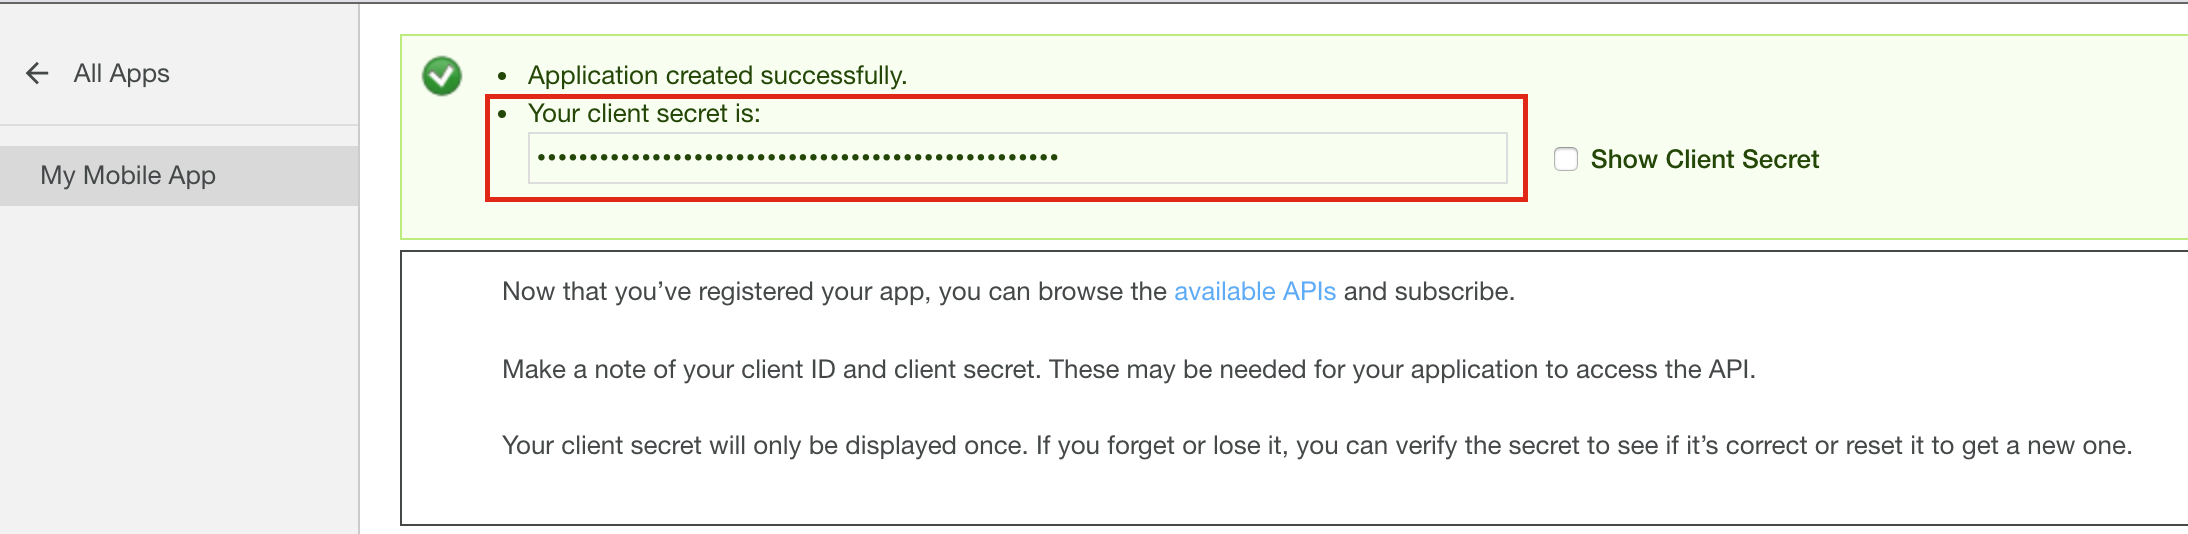 All Apps
My Mobile App
Application created successfully.
Your client secret is:
••••••••••••••••••••••••••••••••••••••••••••••••••
Show Client Secret
Now that you’ve registered your app, you can browse the available APIs and subscribe.
Make a note of your client ID and client secret. These may be needed for your application to access the API.
Your client secret will only be displayed once. If you forget or lose it, you can verify the secret to see if it’s correct or reset it to get a new one.